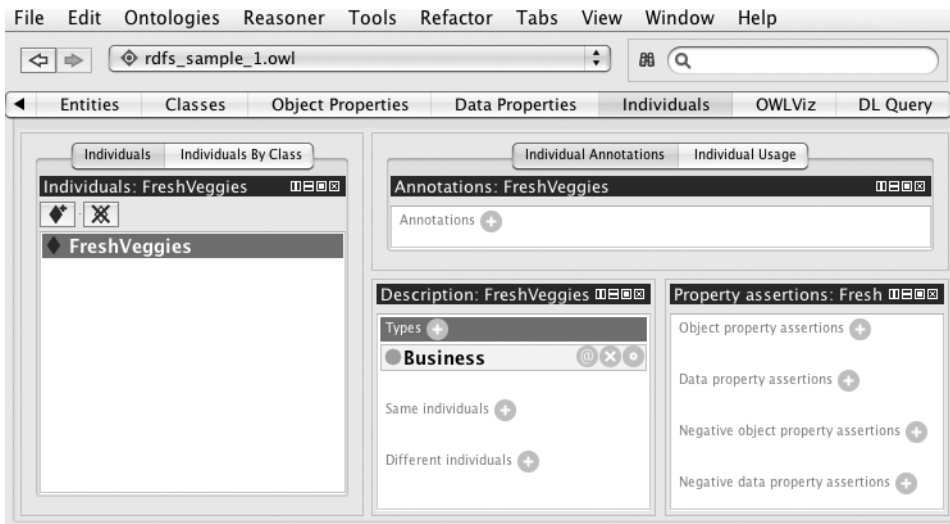 File Edit Ontologies Reasoner Tools Refactor Tabs View Window Help
rdfs_sample_1.owl
Entities Classes Object Properties Data Properties Individuals OWLViz DL Query
Individuals Individuals By Class
Individuals: FreshVeggies
FreshVeggies
Individual Annotations Individual Usage
Annotations: FreshVeggies
Annotations
Description: FreshVeggies
Types
Business
Same individuals
Different individuals
Property assertions: Fresh
Object property assertions
Data property assertions
Negative object property assertions
Negative data property assertions